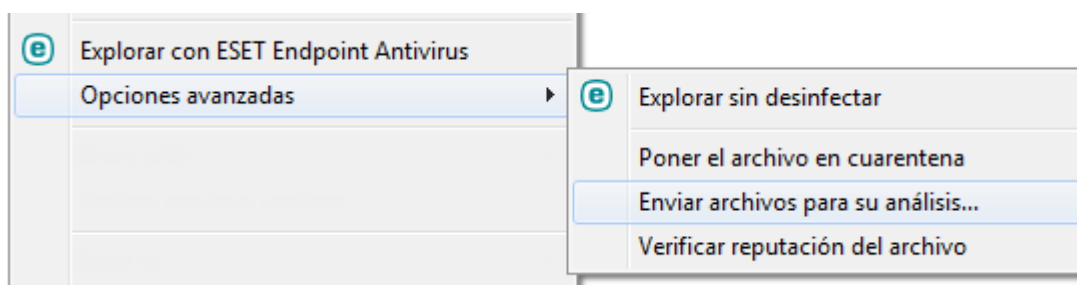 Explorar con ESET Endpoint Antivirus
Opciones avanzadas
Explorar sin desinfectar
Poner el archivo en cuarentena
Enviar archivos para su análisis...
Verificar reputación del archivo